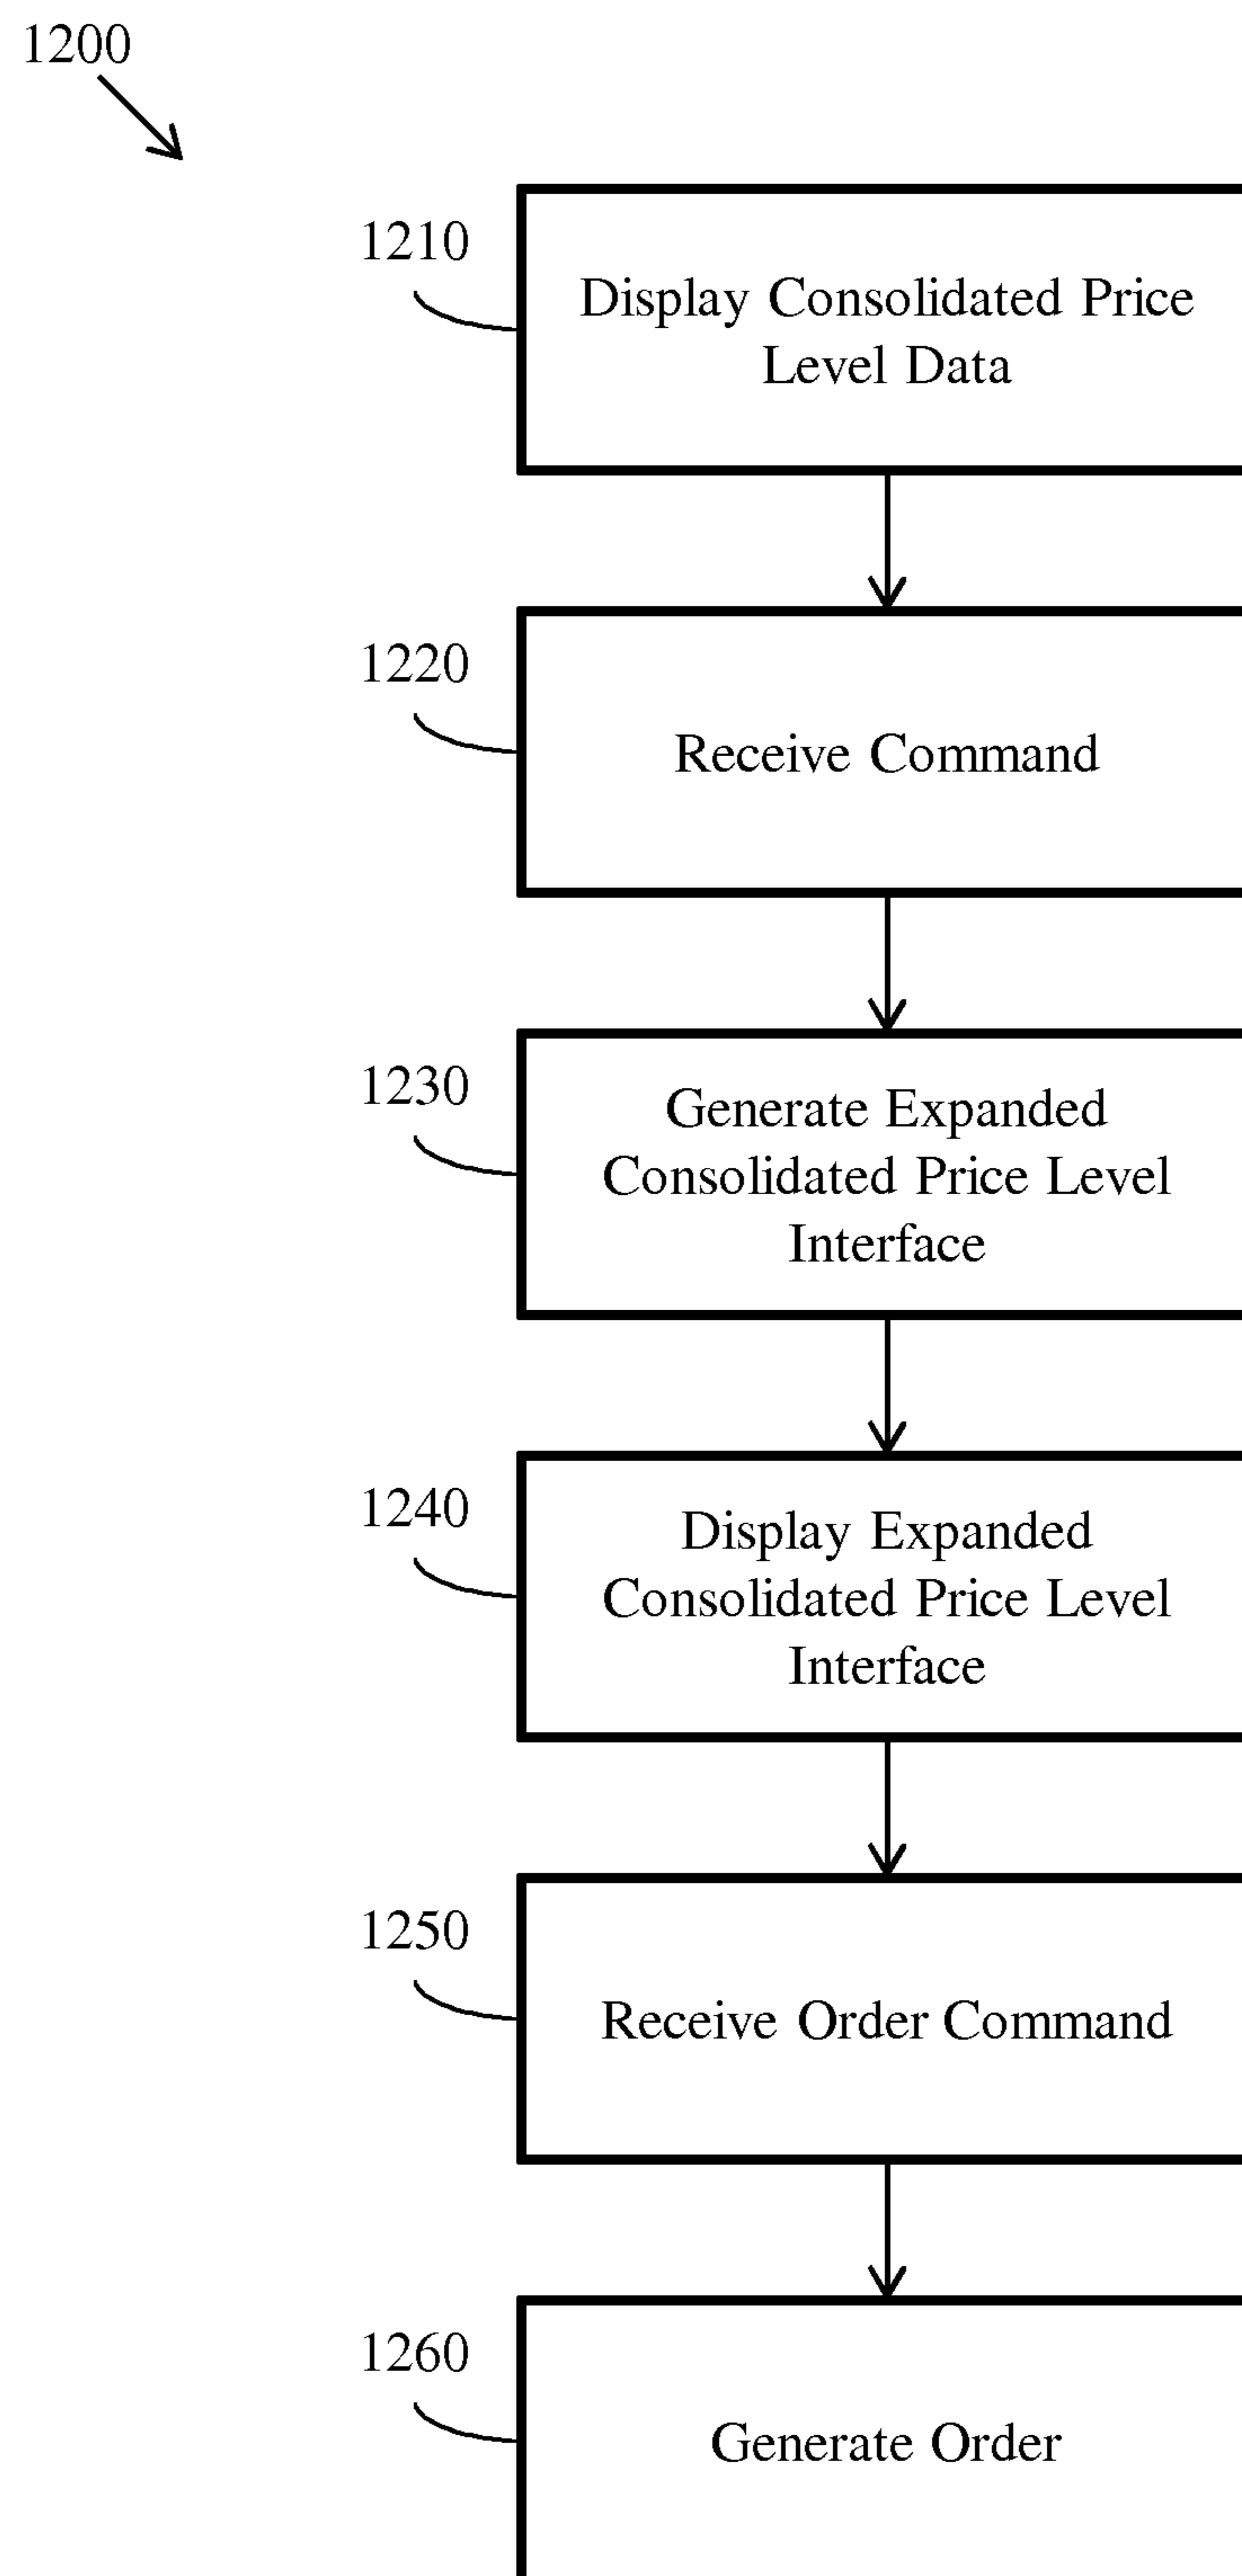 1200
1210
Display Consolidated Price
Level Data
1220
Receive Command
1230
Generate Expanded
Consolidated Price Level
Interface
1240
Display Expanded
Consolidated Price Level
Interface
1250
Receive Order Command
1260
Generate Order